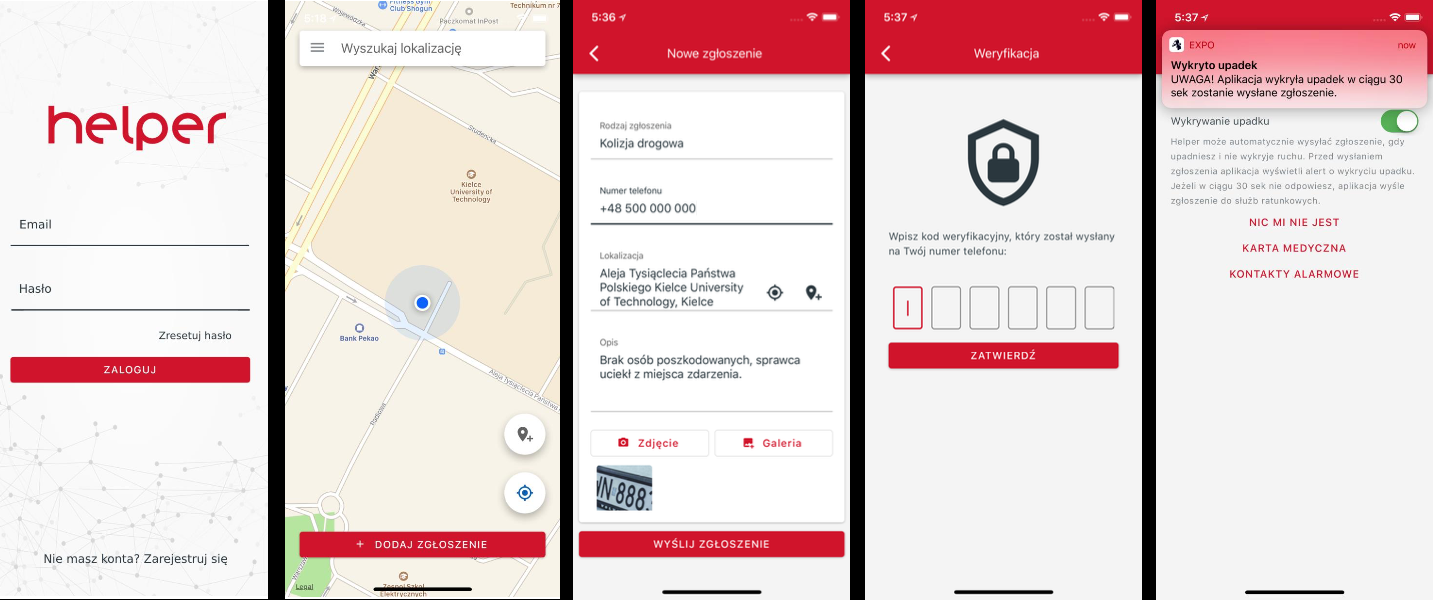 helper
Email
Hasło
Zresetuj hasło
ZALOGUJ
Nie masz konta? Zarejestruj się
Fitness Gym
Club Shogun
Technikum nr 7
Paczkomat InPost
Wyszukaj lokalizację
Studencka
Kielce
University of
Technology
Bank Pekao
Aleja Tysiąclecia Państwa
Radiowa
+ DODAJ ZGŁOSZENIE
Legal
Zespół Szkół
Elektrycznych
5:36
Nowe zgłoszenie
Rodzaj zgłoszenia
Kolizja drogowa
Numer telefonu
+48 500 000 000
Lokalizacja
Aleja Tysiąclecia Państwa
Polskiego Kielce University
of Technology, Kielce
Opis
Brak osób poszkodowanych, sprawca
uciekł z miejsca zdarzenia.
Zdjęcie
Galeria
WN 888
WYŚLIJ ZGŁOSZENIE
5:37
Weryfikacja
Wpisz kod weryfikacyjny, który został wysłany
na Twój numer telefonu:
ZATWIERDŹ
5:37
EXPO
now
Wykryto upadek
UWAGA! Aplikacja wykryła upadek w ciągu 30
sek zostanie wysłane zgłoszenie.
Wykrywanie upadku
Helper może automatycznie wysyłać zgłoszenie, gdy
upadniesz i nie wykryje ruchu. Przed wysłaniem
zgłoszenia aplikacja wyświetli alert o wykryciu upadku.
Jeżeli w ciągu 30 sek nie odpowiesz, aplikacja wyśle
zgłoszenie do służb ratunkowych.
NIC MI NIE JEST
KARTA MEDYCZNA
KONTAKTY ALARMOWE